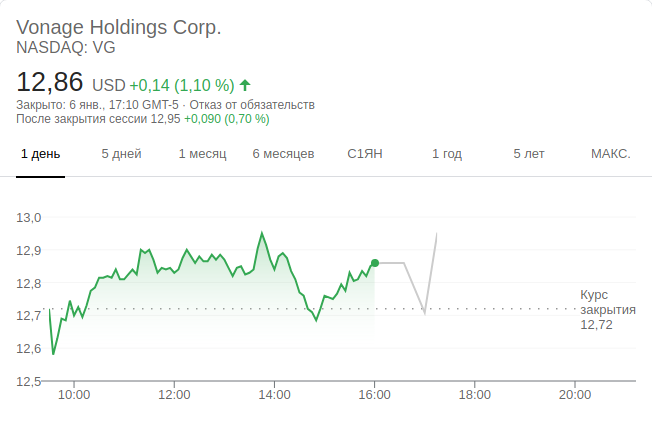 Vonage Holdings Corp.
NASDAQ: VG
12,86 USD +0,14 (1,10 %)
Закрыто: 6 янв., 17:10 GMT-5 · Отказ от обязательств
После закрытия сессии 12,95 +0,090 (0,70 %)
1 день 5 дней 1 месяц 6 месяцев С1ЯН 1 год 5 лет МАКС.
13,0
12,9
12,8
12,7
12,6
12,5
Курс
закрытия
12,72
10:00 12:00 14:00 16:00 18:00 20:00